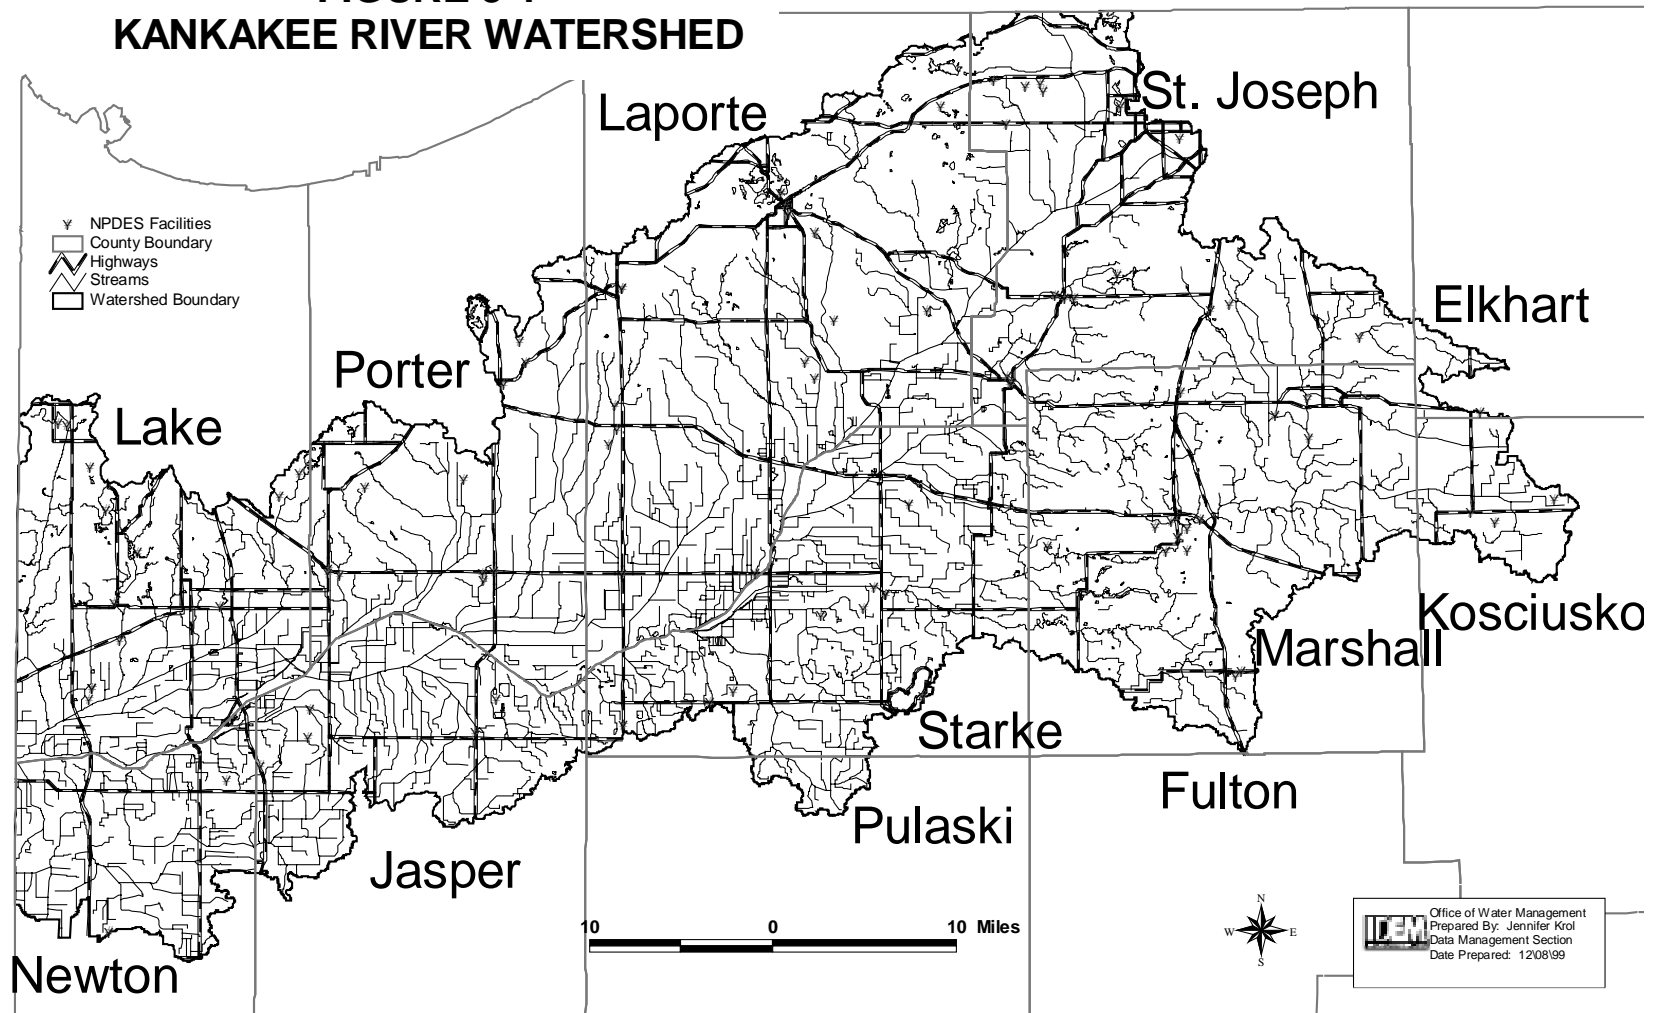 KANKAKEE RIVER WATERSHED
Laporte
St. Joseph
NPDES Facilities
County Boundary
Highways
Streams
Watershed Boundary
Elkhart
Porter
Lake
Kosciusko
Marshall
Starke
Fulton
Pulaski
Jasper
Newton
10 0 10 Miles
N
W E
S
IDEM
Office of Water Management
Prepared By: Jennifer Krol
Data Management Section
Date Prepared: 12\08\99